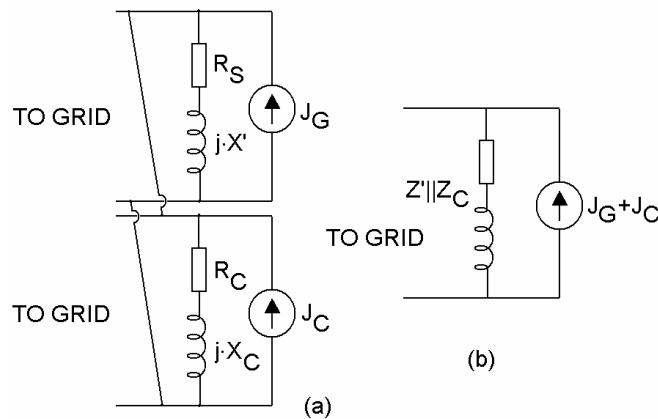 R_S
TO GRID
J_G
j·X'
Z'||Z_C
J_G+J_C
TO GRID
R_C
TO GRID
J_C
j·X_C
(b)
(a)